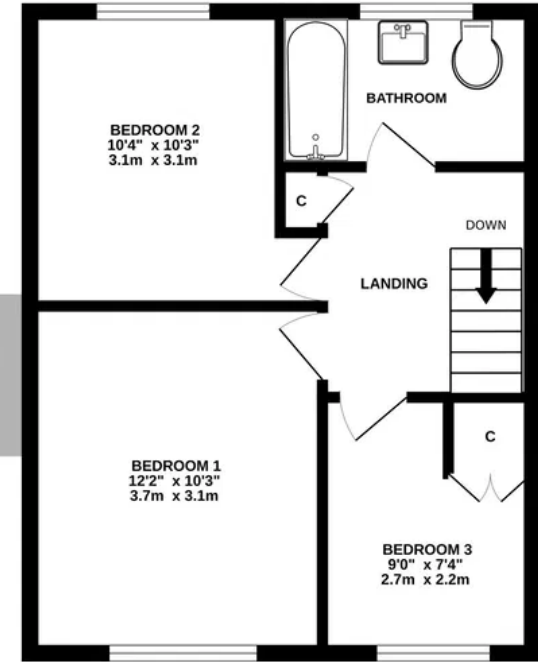 BATHROOM
BEDROOM 2
10'4" x 10'3"
3.1m x 3.1m
C
DOWN
LANDING
C
BEDROOM 1
12'2" x 10'3"
3.7m x 3.1m
BEDROOM 3
9'0" x 7'4"
2.7m x 2.2m